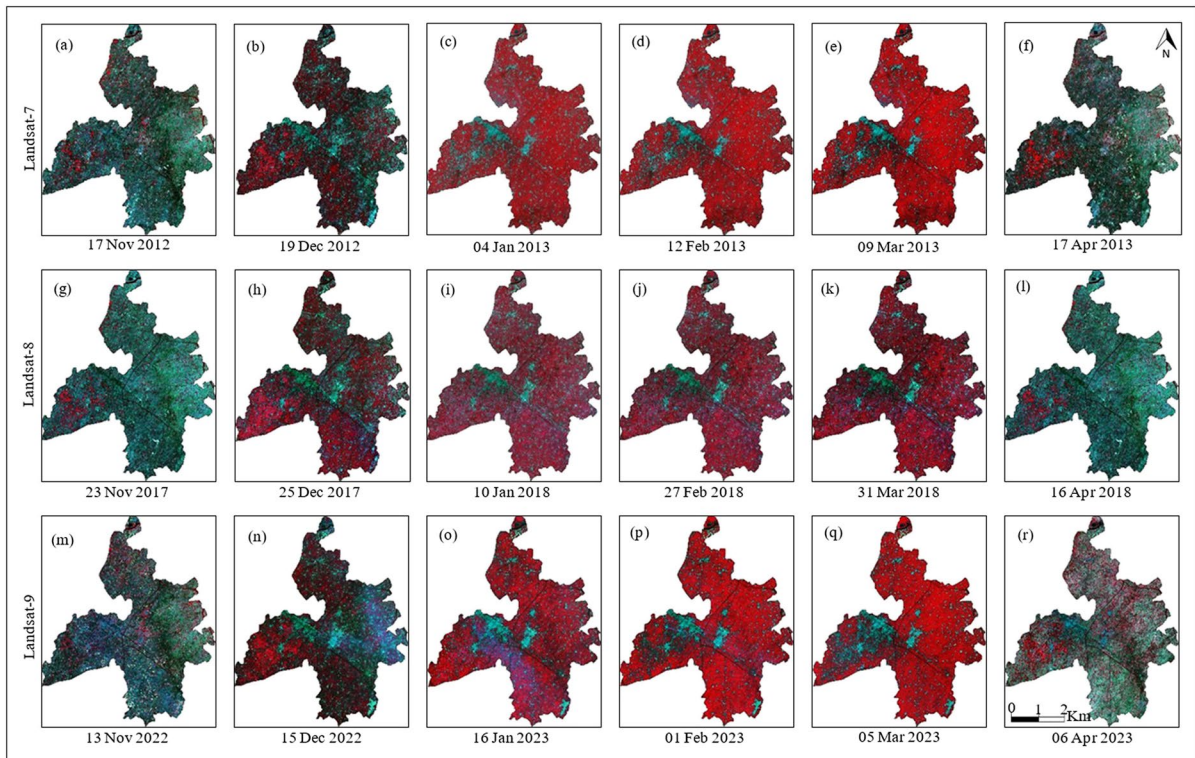 (a) (b) (c) (d) (e) (f)
N
Landsat-7
17 Nov 2012 19 Dec 2012 04 Jan 2013 12 Feb 2013 09 Mar 2013 17 Apr 2013
(g) (h) (i) (j) (k) (l)
Landsat-8
23 Nov 2017 25 Dec 2017 10 Jan 2018 27 Feb 2018 31 Mar 2018 16 Apr 2018
(m) (n) (o) (p) (q) (r)
Landsat-9
0 1 2 Km
13 Nov 2022 15 Dec 2022 16 Jan 2023 01 Feb 2023 05 Mar 2023 06 Apr 2023